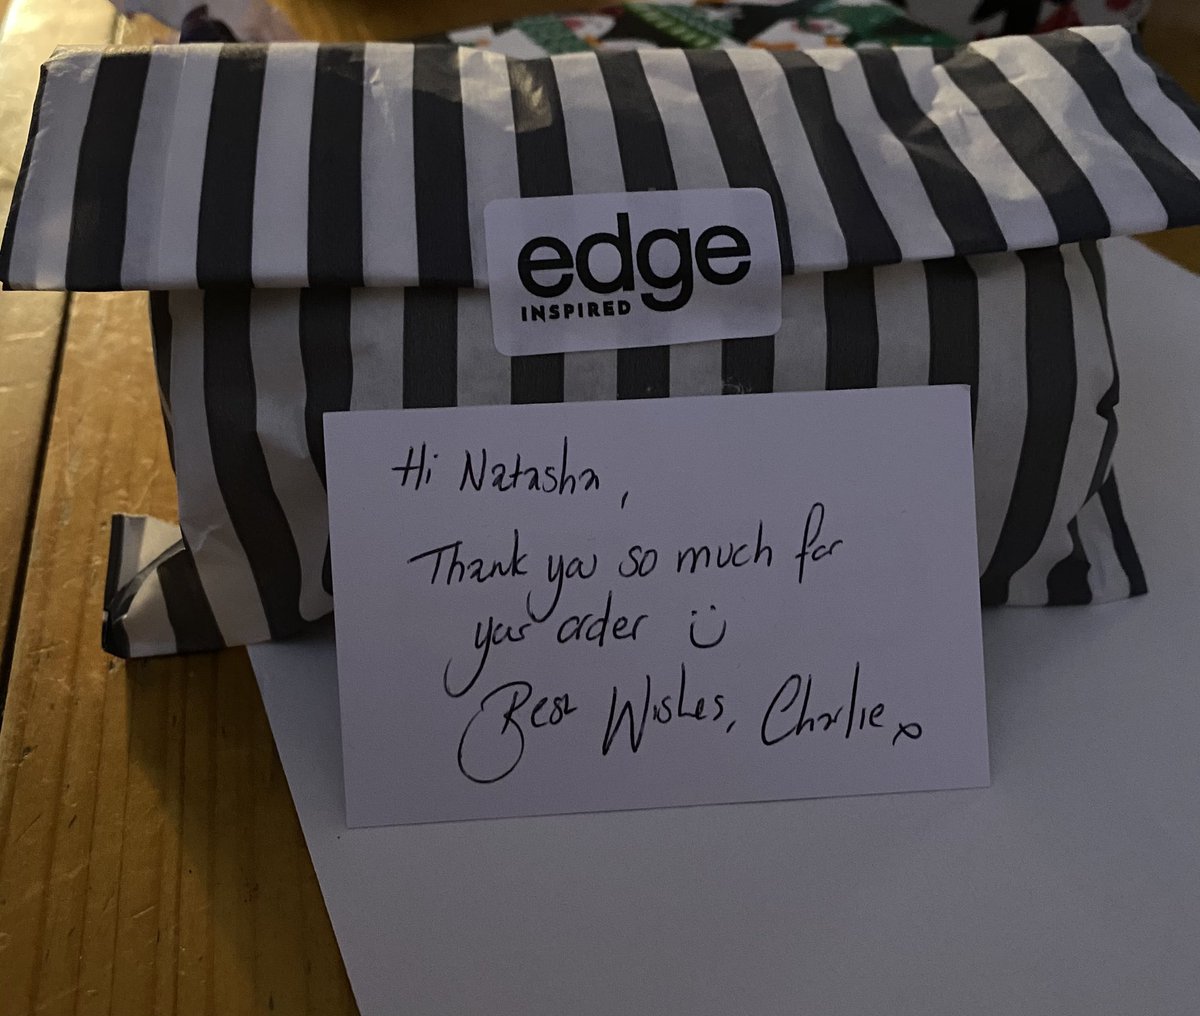 edge
INSPIRED
Hi Natasha,
Thank you so much for
your order :)
Best Wishes, Charlie x